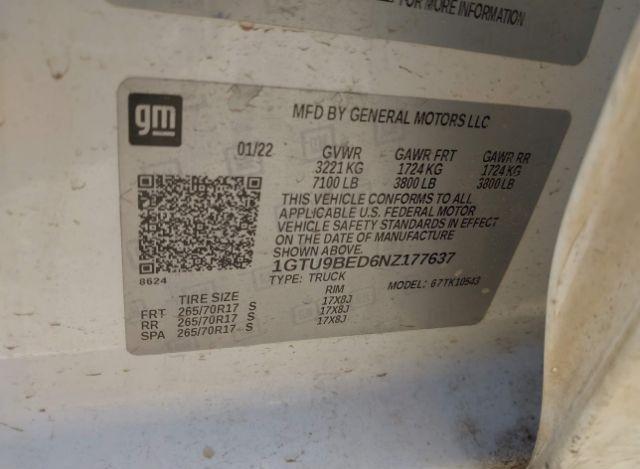 FOR MORE INFORMATION
gm
MFD BY GENERAL MOTORS LLC
01/22 GVWR GAWR FRT GAWR RR
3221 KG 1724 KG 1724 KG
7100 LB 3800 LB 3800 LB
THIS VEHICLE CONFORMS TO ALL
APPLICABLE U.S. FEDERAL MOTOR
VEHICLE SAFETY STANDARDS IN EFFECT
ON THE DATE OF MANUFACTURE
SHOWN ABOVE.
8624
1GTU9BED6NZ177637
TYPE: TRUCK MODEL: 67TK10543
TIRE SIZE RIM
FRT 265/70R17 S 17X8J
RR 265/70R17 S 17X8J
SPA 265/70R17 S 17X8J